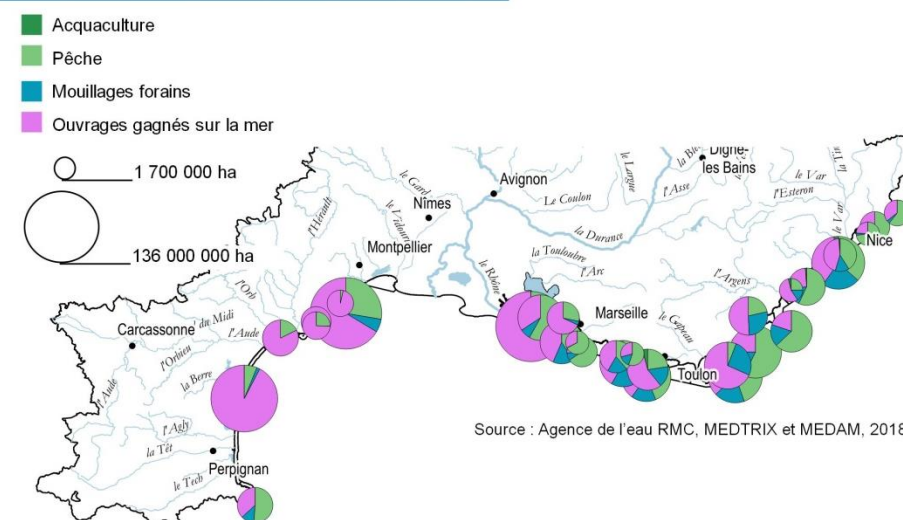 Acquaculture
Pêche
Mouillages forains
Ouvrages gagnés sur la mer
1 700 000 ha
136 000 000 ha
Digne-
les Bains
la
le Largue
l'Asse
le Var
l'Esteron
le Var
Avignon
Le Coulon
la Durance
le Gard
Nîmes
le Vidourle
l'Hérault
Montpellier
le Rhône
la Touloubre
l'Arc
l'Argens
Nice
l'Orb
Marseille
le Gapeau
Carcassonne
du Midi
l'Aude
l'Orbieu
la Berre
l'Aude
Toulon
l'Agly
la Têt
Perpignan
le Tech
Source : Agence de l'eau RMC, MEDTRIX et MEDAM, 2018